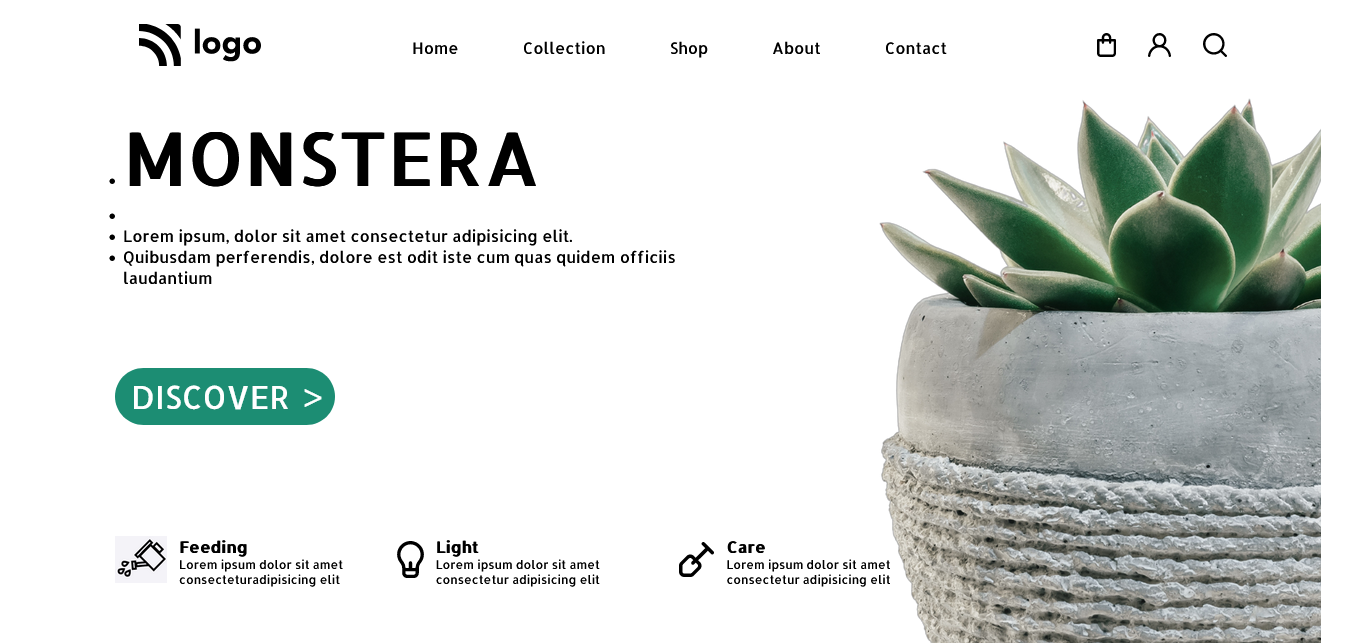 logo
Home Collection Shop About Contact
MONSTERA
Lorem ipsum, dolor sit amet consectetur adipisicing elit.
Quibusdam perferendis, dolore est odit iste cum quas quidem officiis
laudantium
DISCOVER >
Feeding
Lorem ipsum dolor sit amet
consecteturadipisicing elit
Light
Lorem ipsum dolor sit amet
consectetur adipisicing elit
Care
Lorem ipsum dolor sit amet
consectetur adipisicing elit